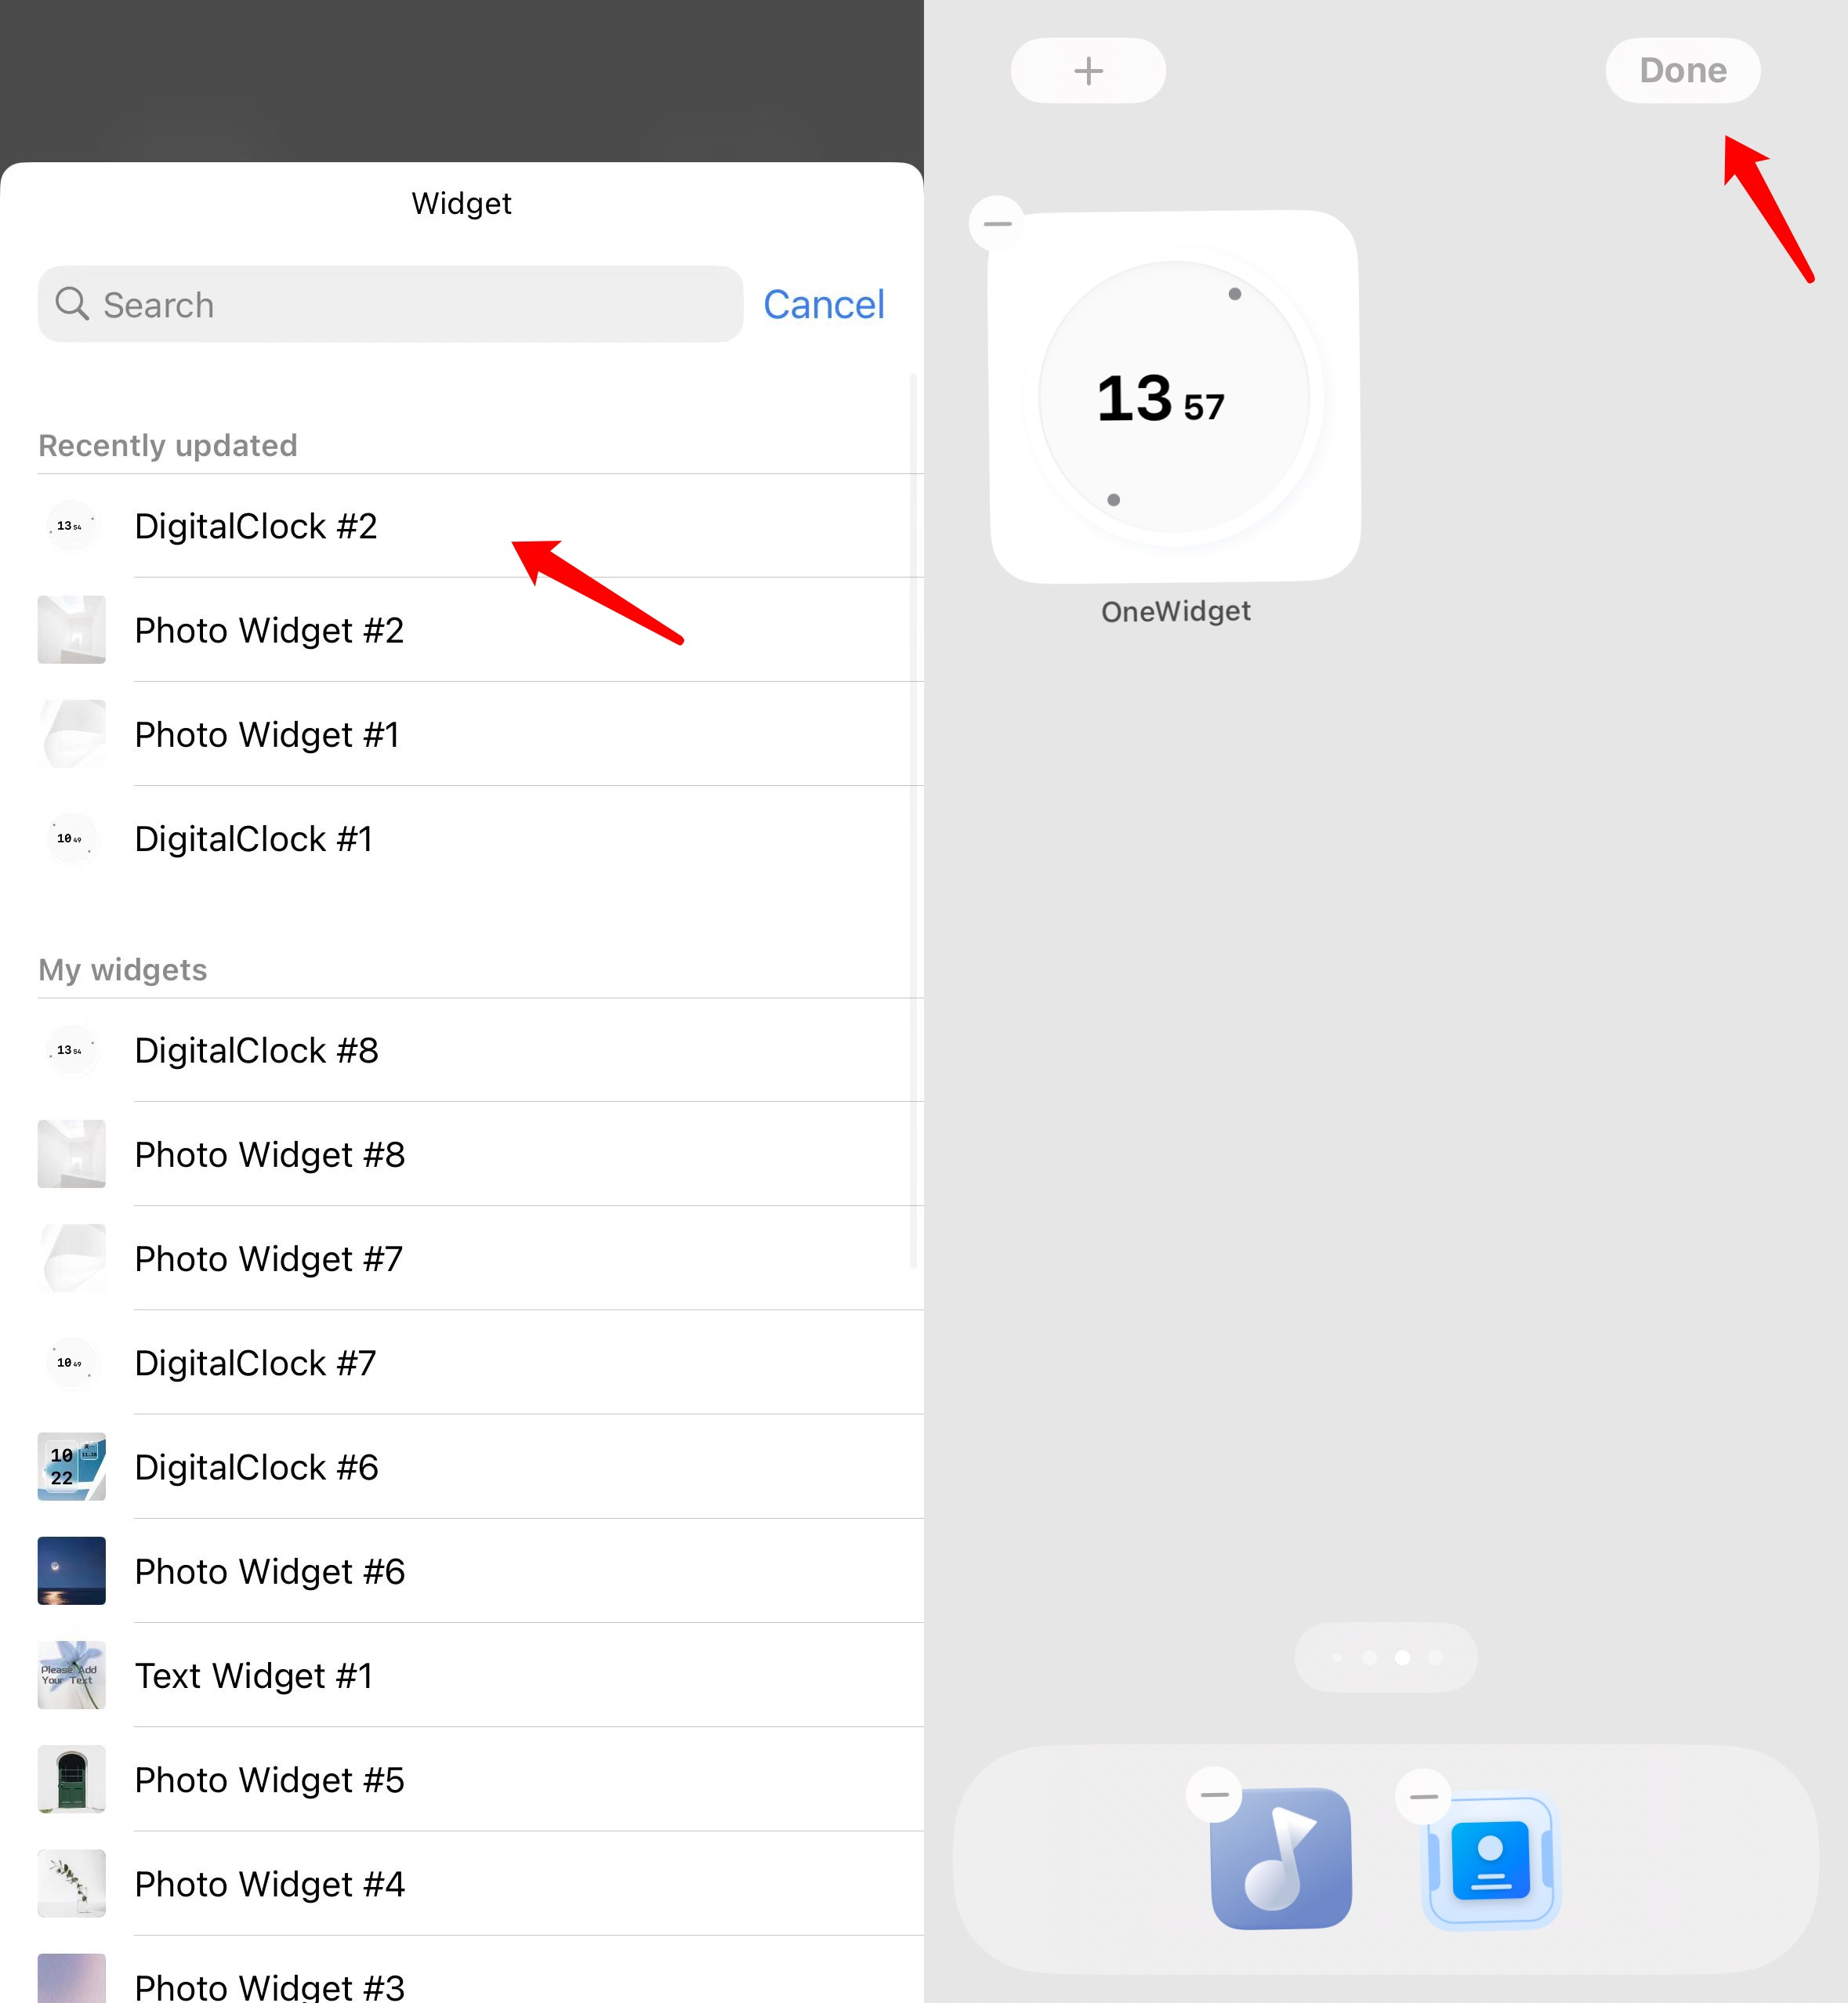 Widget
Search
Cancel
Recently updated
13 54
DigitalClock #2
Photo Widget #2
Photo Widget #1
10 49
DigitalClock #1
My widgets
13 54
DigitalClock #8
Photo Widget #8
Photo Widget #7
10 49
DigitalClock #7
10
22
DigitalClock #6
Photo Widget #6
Please Add
Your Text
Text Widget #1
Photo Widget #5
Photo Widget #4
Photo Widget #3
+
Done
13 57
OneWidget